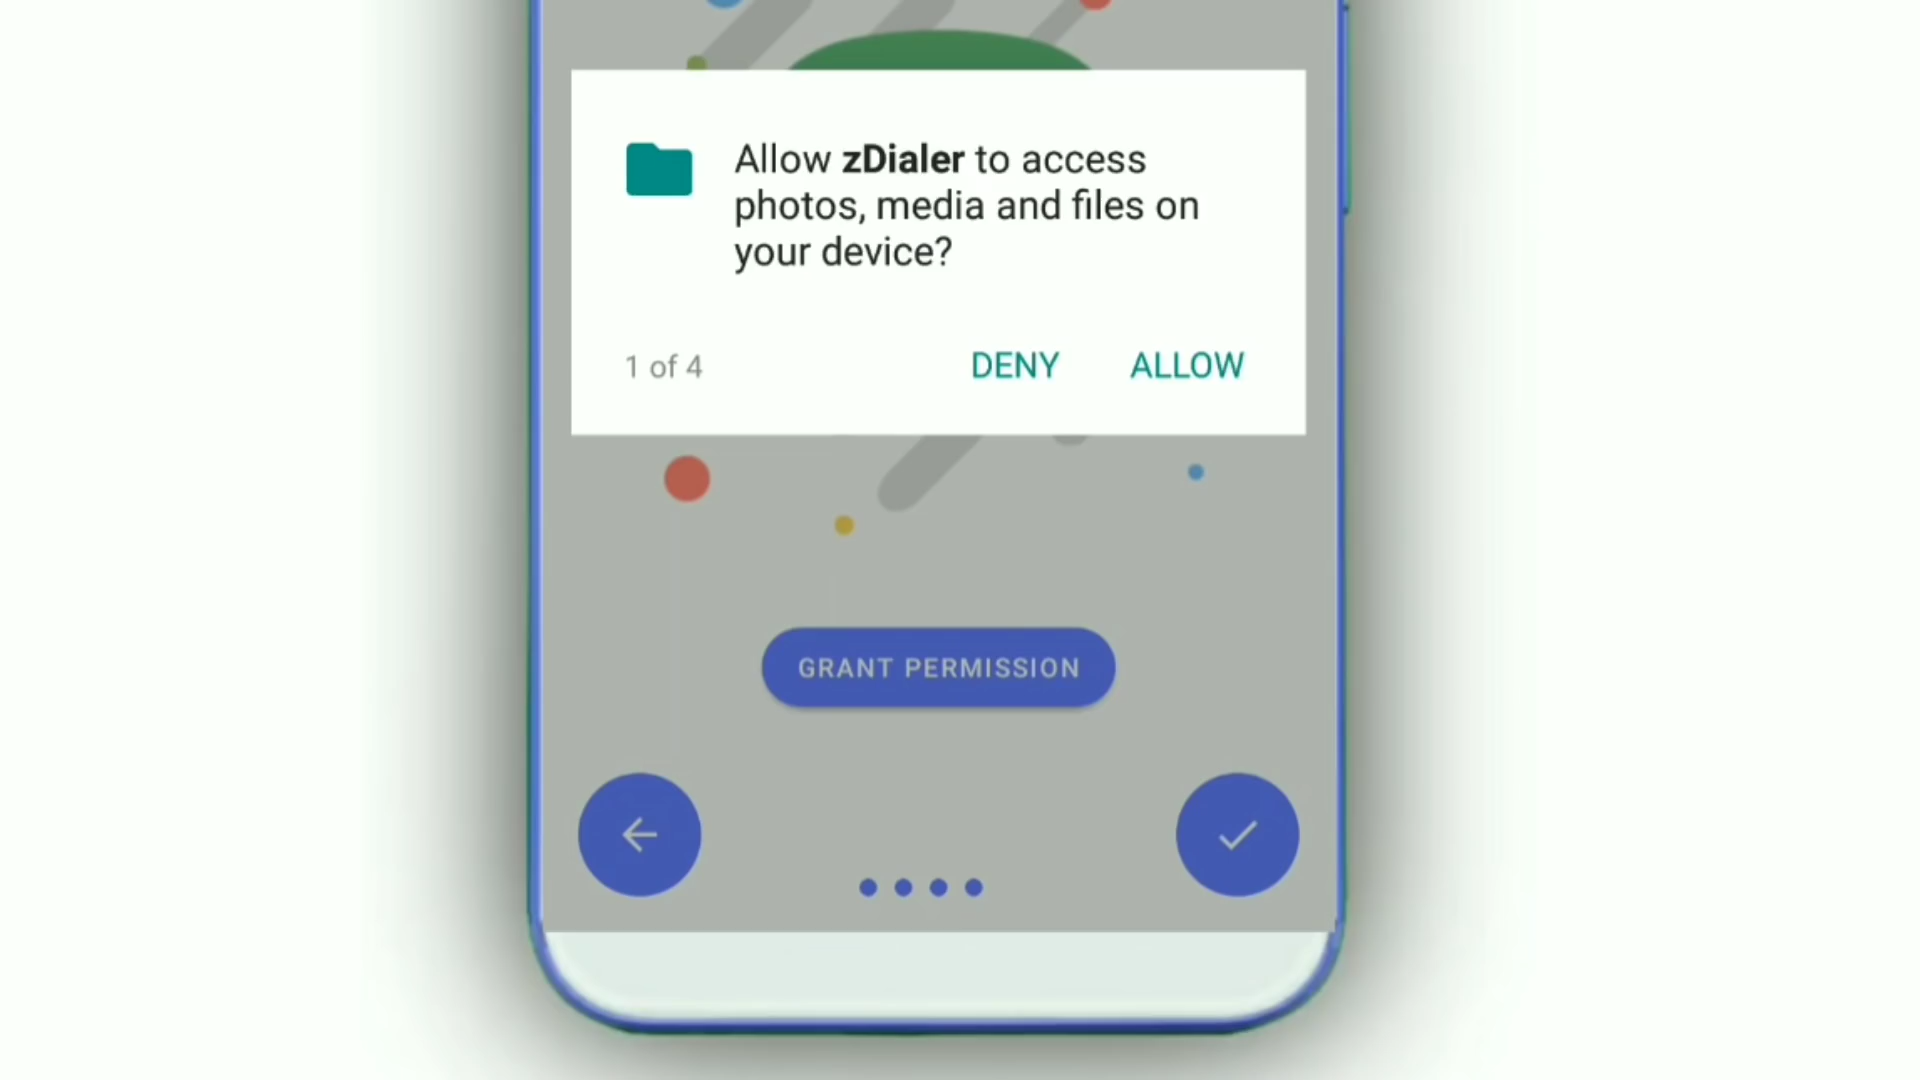 Allow zDialer to access
photos, media and files on
your device?
1 of 4 DENY ALLOW
GRANT PERMISSION